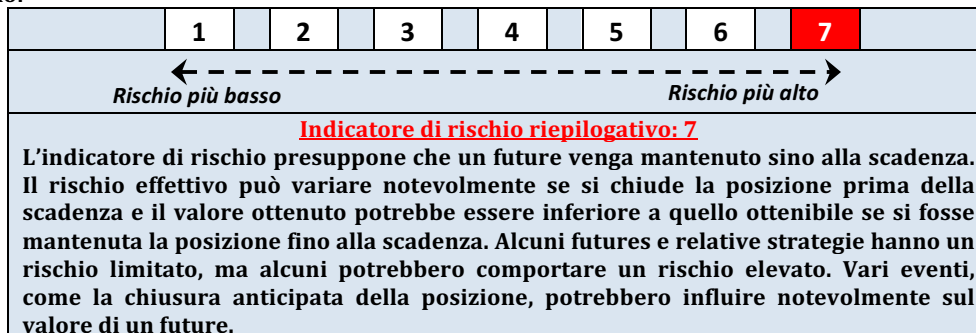 1 2 3 4 5 6 7
Rischio più basso Rischio più alto
Indicatore di rischio riepilogativo: 7
L'indicatore di rischio presuppone che un future venga mantenuto sino alla scadenza.
Il rischio effettivo può variare notevolmente se si chiude la posizione prima della
scadenza e il valore ottenuto potrebbe essere inferiore a quello ottenibile se si fosse
mantenuta la posizione fino alla scadenza. Alcuni futures e relative strategie hanno un
rischio limitato, ma alcuni potrebbero comportare un rischio elevato. Vari eventi,
come la chiusura anticipata della posizione, potrebbero influire notevolmente sul
valore di un future.